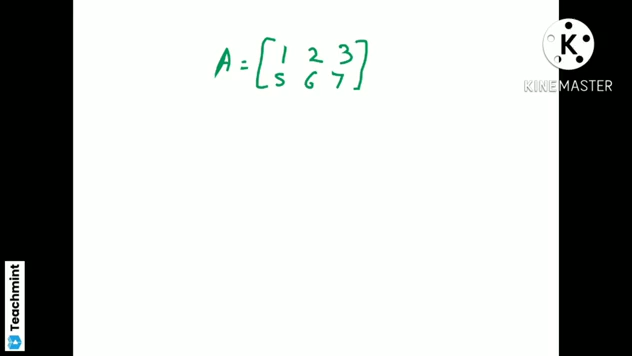 A = [ 1 2 3
5 6 7 ]
K
KINEMASTER
Teachmint